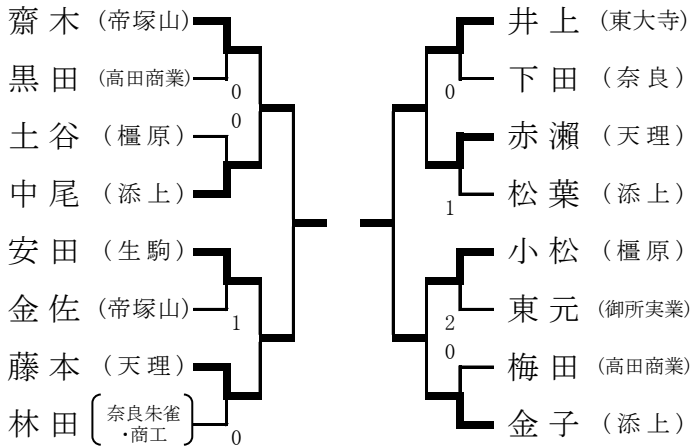 齋木 (帝塚山)
黒田 (高田商業)
0
0
土谷 (橿原)
中尾 (添上)
安田 (生駒)
金佐 (帝塚山)
1
藤本 (天理)
林田 (奈良朱雀・商工)
0
井上 (東大寺)
下田 (奈良)
0
赤瀬 (天理)
松葉 (添上)
1
小松 (橿原)
東元 (御所実業)
2
0
梅田 (高田商業)
金子 (添上)